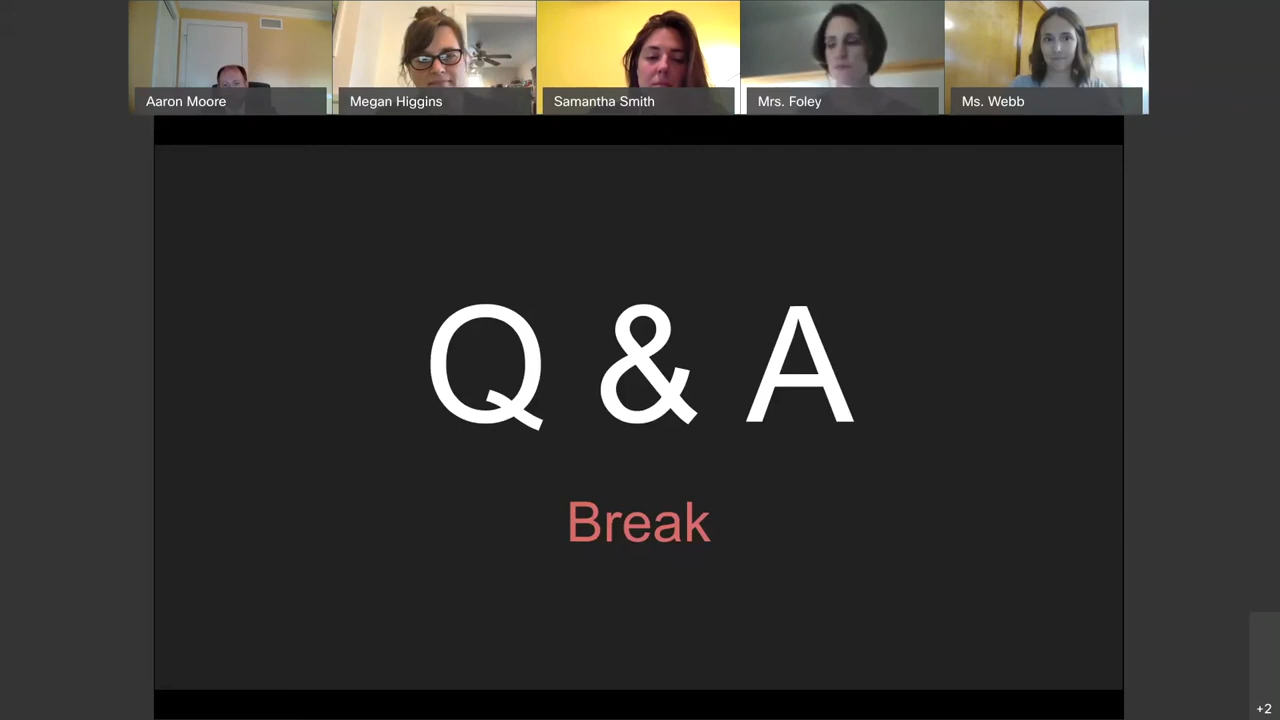 Aaron Moore
Megan Higgins
Samantha Smith
Mrs. Foley
Ms. Webb
Q & A
Break
+2